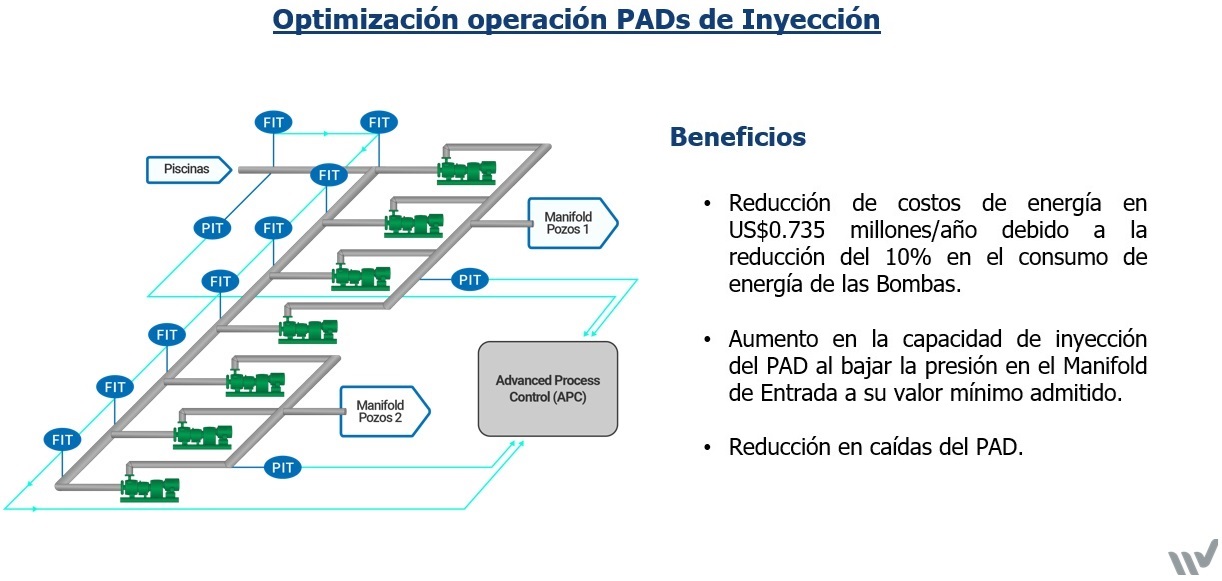 Optimización operación PADs de Inyección
FIT
FIT
Piscinas
FIT
PIT
FIT
Manifold
Pozos 1
FIT
PIT
FIT
FIT
FIT
PIT
Manifold
Pozos 2
Advanced Process
Control (APC)
Beneficios
• Reducción de costos de energía en
US$0.735 millones/año debido a la
reducción del 10% en el consumo de
energía de las Bombas.
• Aumento en la capacidad de inyección
del PAD al bajar la presión en el Manifold
de Entrada a su valor mínimo admitido.
• Reducción en caídas del PAD.